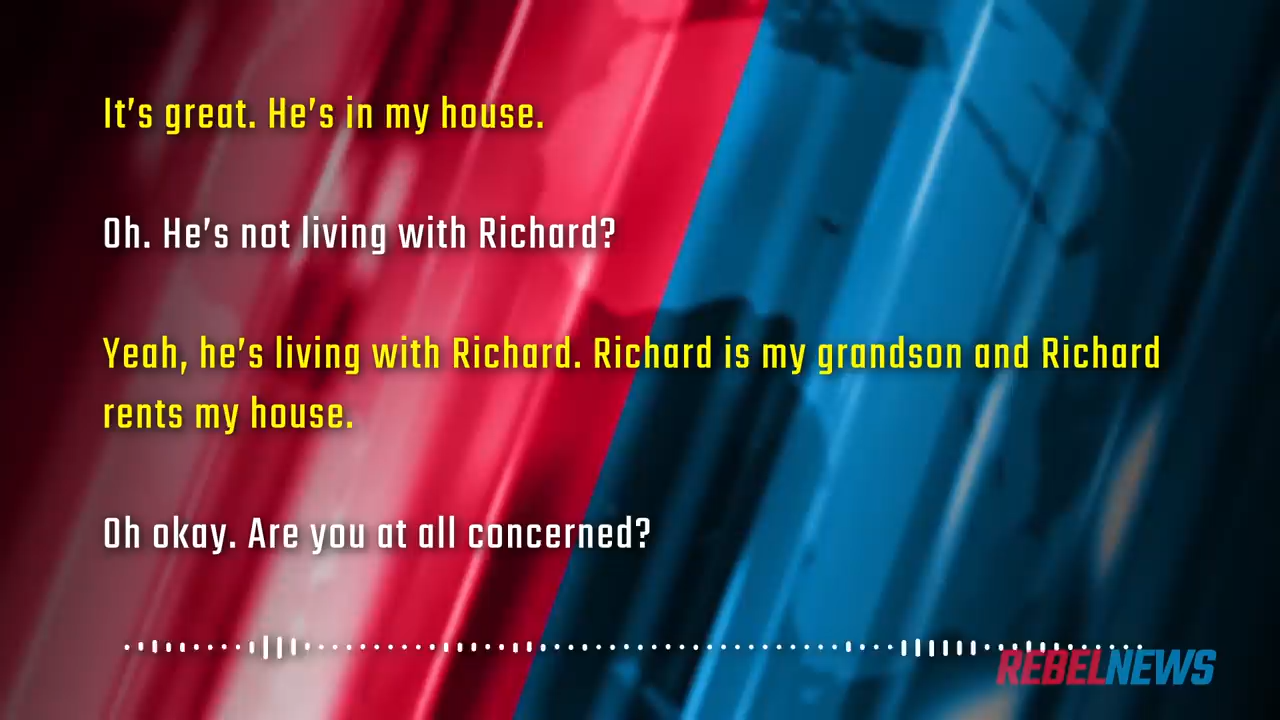 It's great. He's in my house.
Oh. He's not living with Richard?
Yeah, he's living with Richard. Richard is my grandson and Richard
rents my house.
Oh okay. Are you at all concerned?
REBELNEWS